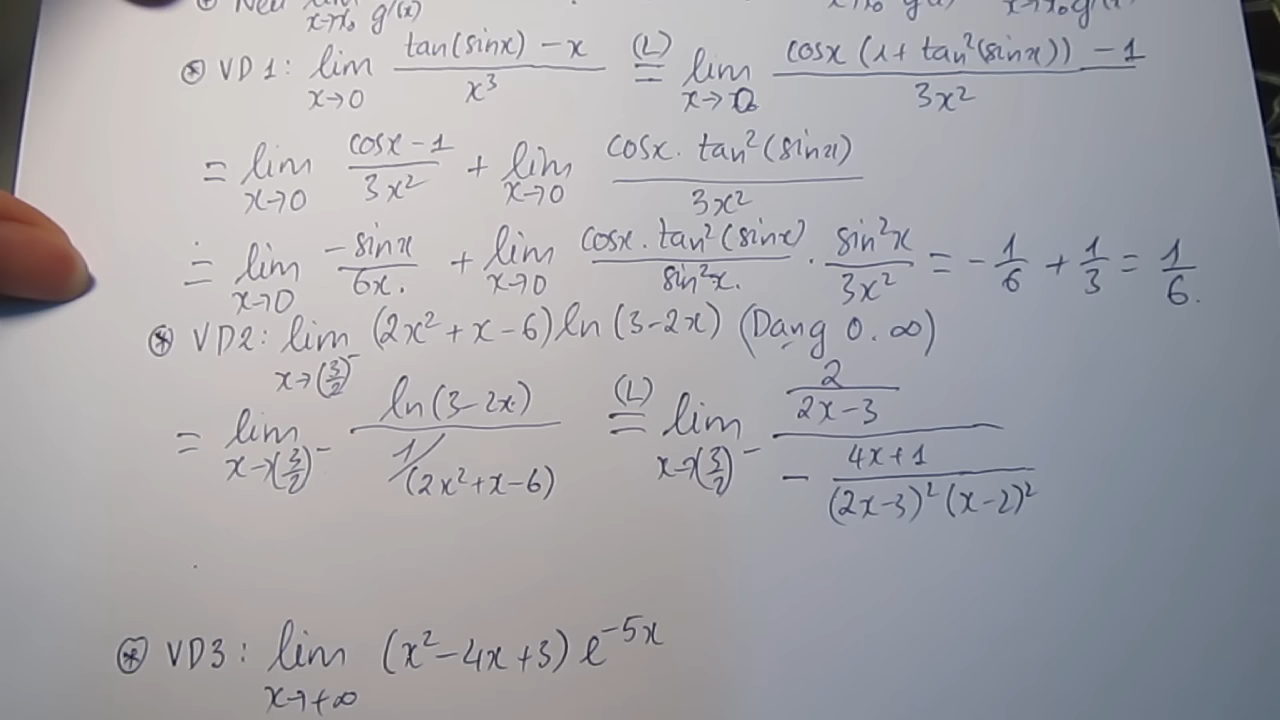 x→x₀ g'(x)
⊛ VD1: lim_{x→0} (tan(sinx) − x)/x³ (L)= lim_{x→0} (cosx (1 + tan²(sinx)) − 1)/(3x²)
= lim_{x→0} (cosx − 1)/(3x²) + lim_{x→0} (cosx. tan²(sinx))/(3x²)
= lim_{x→0} (−sinx)/(6x.) + lim_{x→0} (cosx. tan²(sinx))/(sin²x.) . (sin²x)/(3x²) = −1/6 + 1/3 = 1/6.
⊛ VD2: lim_{x→(3/2)⁻} (2x² + x − 6) ln (3 − 2x) (Dạng 0.∞)
= lim_{x→(3/2)⁻} (ln(3−2x))/(1/(2x²+x−6)) (L)= lim_{x→(3/2)⁻} (2/(2x−3))/(− (4x+1)/((2x−3)² (x−2)²))
⊛ VD3: lim_{x→+∞} (x² − 4x + 3) e^{−5x}